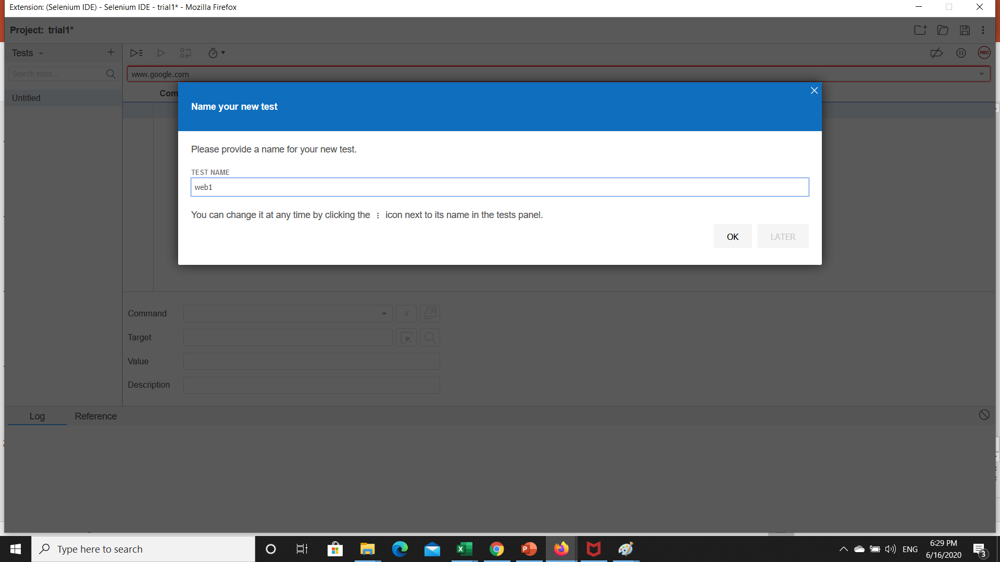 Extension: (Selenium IDE) - Selenium IDE - trial1* - Mozilla Firefox
Project: trial1*
Tests
REC
Search tests...
www.google.com
Untitled
Com
Name your new test
Please provide a name for your new test.
TEST NAME
web1
You can change it at any time by clicking the ⋮ icon next to its name in the tests panel.
OK LATER
Command
//
Target
Value
Description
Log Reference
Type here to search
ENG
6:29 PM
6/16/2020
3